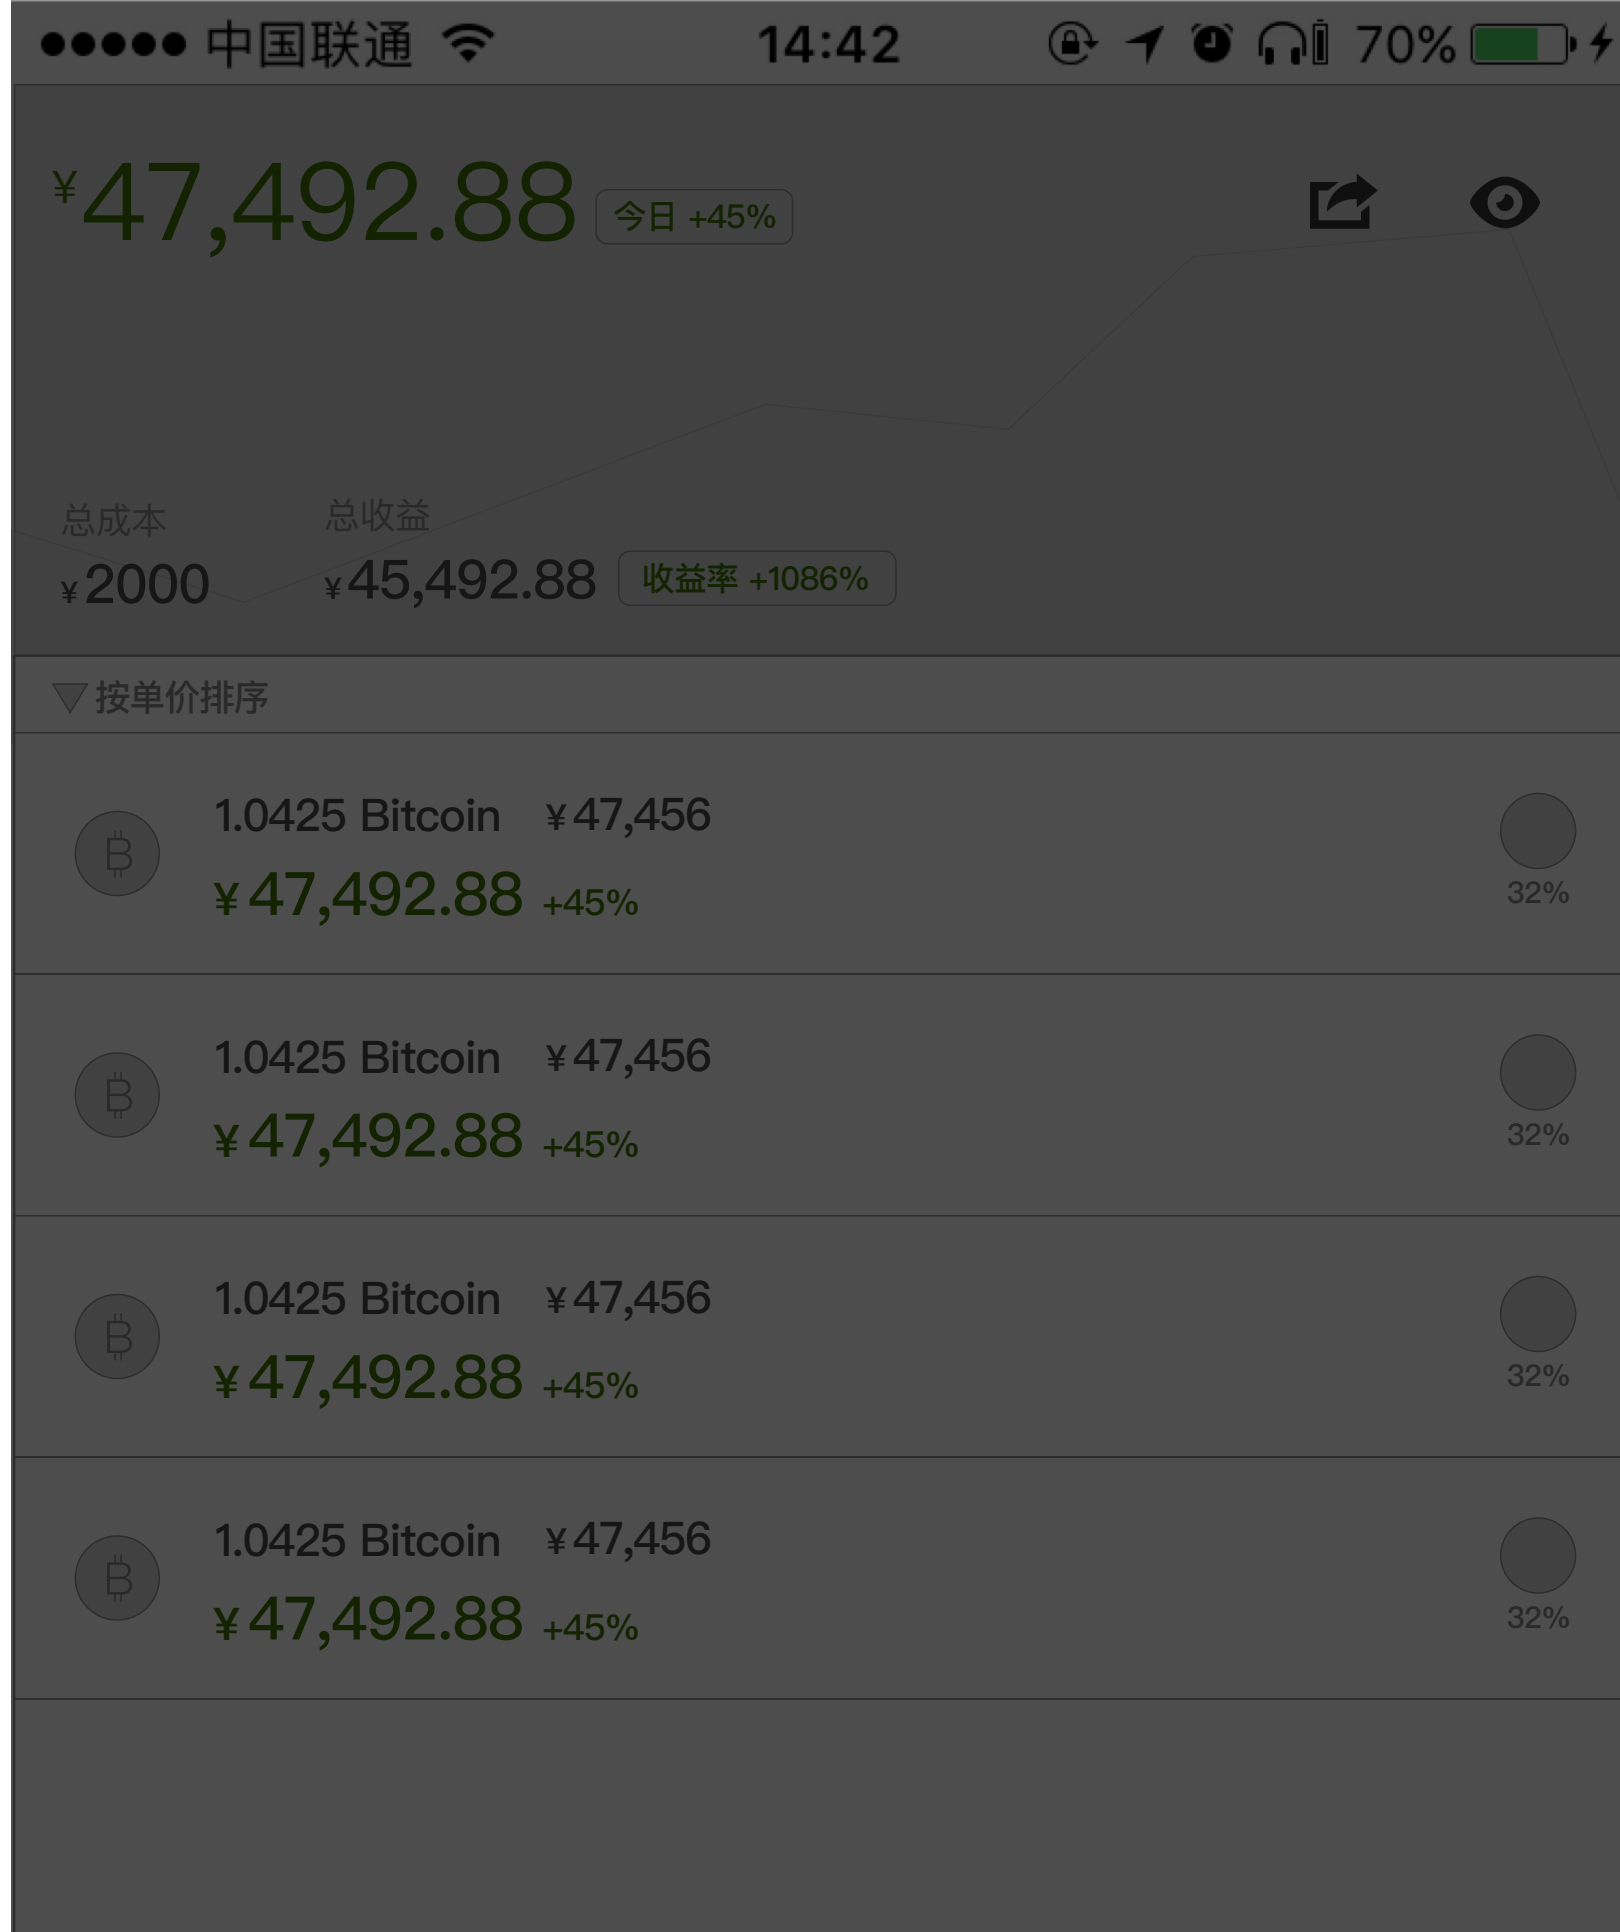 中国联通 14:42 70%
¥47,492.88 今日 +45%
总成本 总收益
¥2000 ¥45,492.88 收益率 +1086%
按单价排序
1.0425 Bitcoin ¥47,456
¥47,492.88 +45%
32%
1.0425 Bitcoin ¥47,456
¥47,492.88 +45%
32%
1.0425 Bitcoin ¥47,456
¥47,492.88 +45%
32%
1.0425 Bitcoin ¥47,456
¥47,492.88 +45%
32%